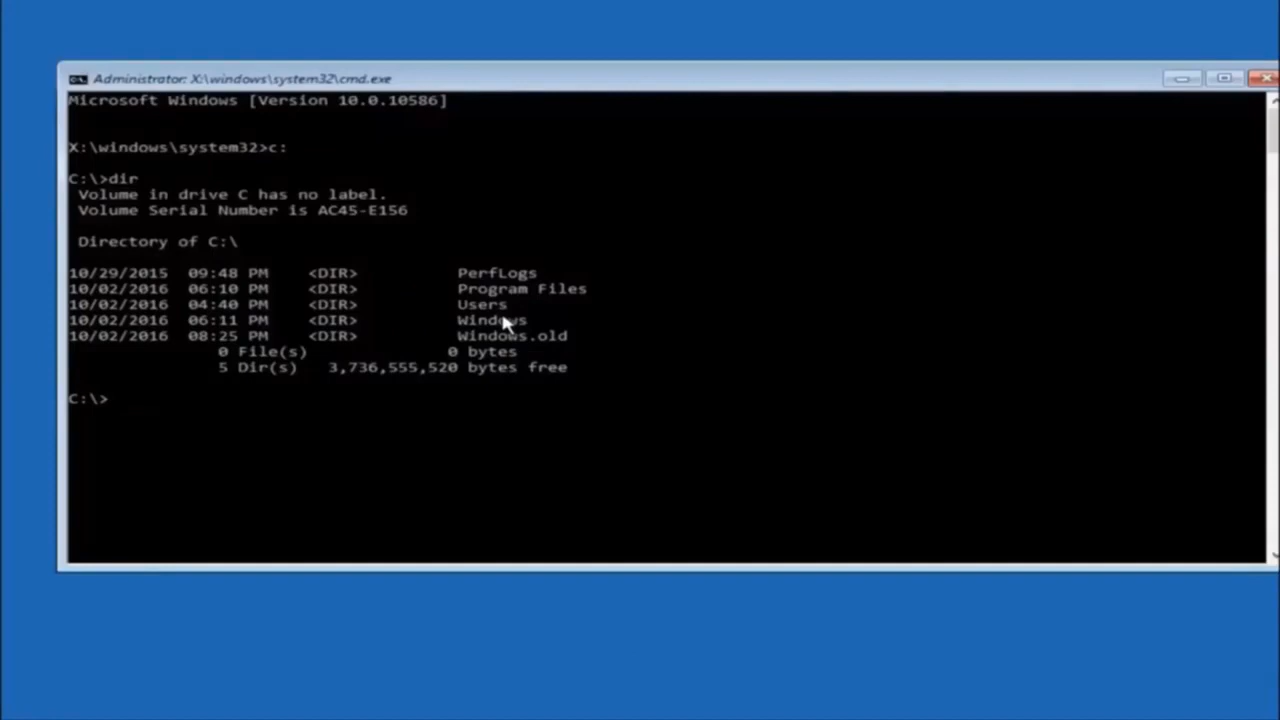 Administrator: X:\windows\system32\cmd.exe
Microsoft Windows [Version 10.0.10586]
X:\windows\system32>c:
C:\>dir
Volume in drive C has no label.
Volume Serial Number is AC45-E156
Directory of C:\
10/29/2015 09:48 PM <DIR> PerfLogs
10/02/2016 06:10 PM <DIR> Program Files
10/02/2016 04:40 PM <DIR> Users
10/02/2016 06:11 PM <DIR> Windows
10/02/2016 08:25 PM <DIR> Windows.old
0 File(s) 0 bytes
5 Dir(s) 3,736,555,520 bytes free
C:\>